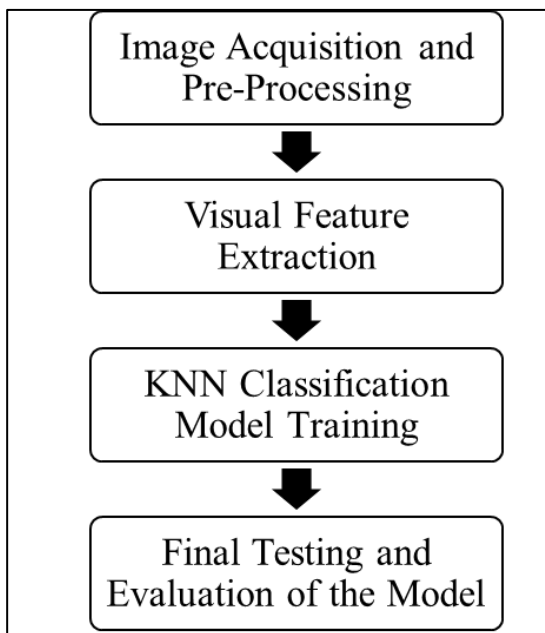 Image Acquisition and
Pre-Processing
Visual Feature
Extraction
KNN Classification
Model Training
Final Testing and
Evaluation of the Model